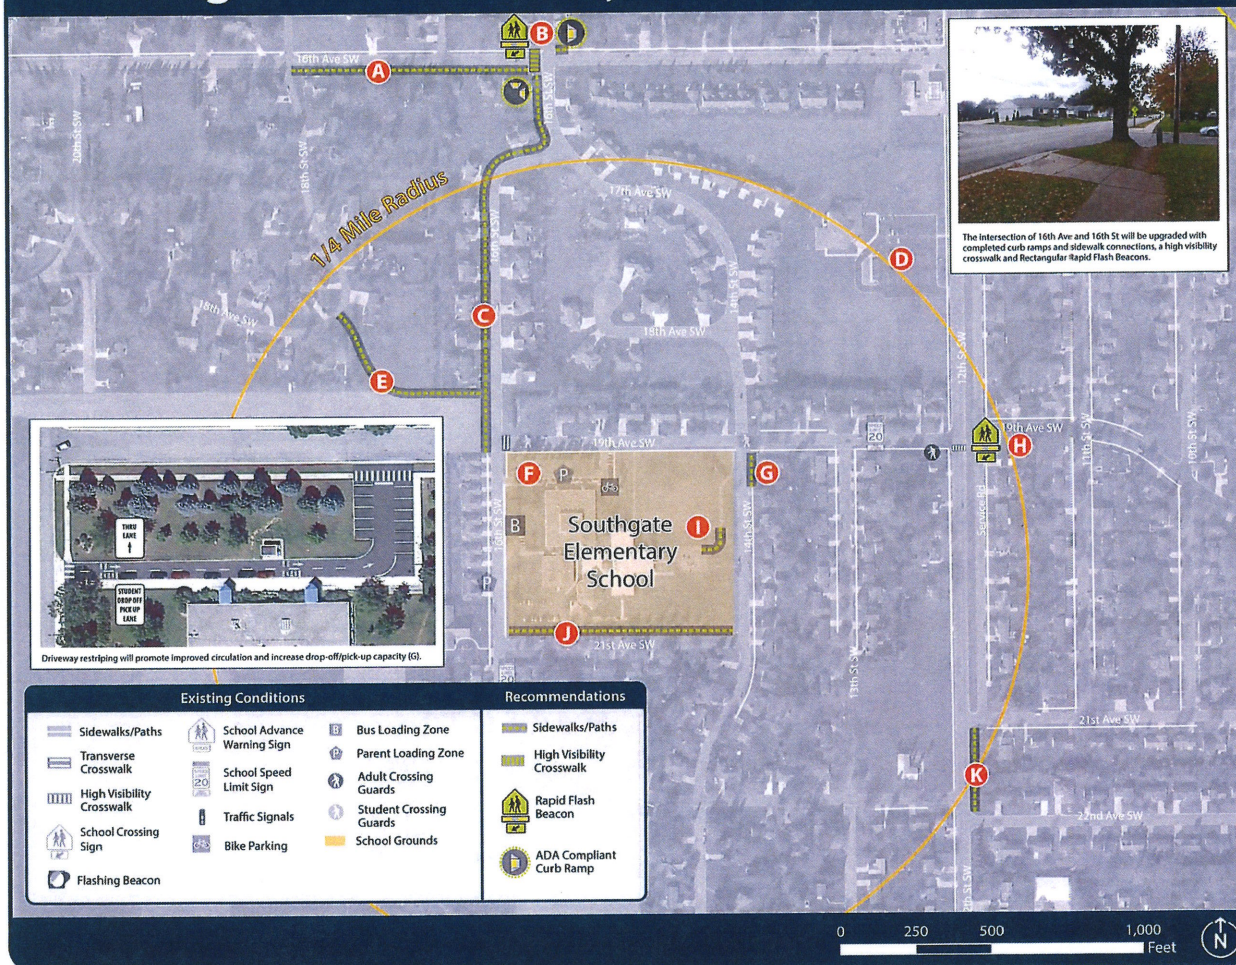 16th Ave SW
A
B
20th St SW
18th St SW
16th St SW
1/4 Mile Radius
17th Ave SW
16th St SW
14th St SW
D
18th Ave SW
C
18th Ave SW
12th St SW
E
The intersection of 16th Ave and 16th St will be upgraded with
completed curb ramps and sidewalk connections, a high visibility
crosswalk and Rectangular Rapid Flash Beacons.
19th Ave SW
20
19th Ave SW
H
11th St SW
10th St SW
F
P
G
B
Southgate
Elementary
School
I
16th St SW
14th St SW
Service Rd
P
J
21st Ave SW
20
13th St SW
21st Ave SW
K
22nd Ave SW
THRU
LANE
STUDENT
DROP OFF
PICK UP
LANE
Driveway restriping will promote improved circulation and increase drop-off/pick-up capacity (G).
Existing Conditions
Sidewalks/Paths
Transverse
Crosswalk
High Visibility
Crosswalk
School Crossing
Sign
Flashing Beacon
School Advance
Warning Sign
20
School Speed
Limit Sign
Traffic Signals
Bike Parking
B
Bus Loading Zone
P
Parent Loading Zone
Adult Crossing
Guards
Student Crossing
Guards
School Grounds
Recommendations
Sidewalks/Paths
High Visibility
Crosswalk
Rapid Flash
Beacon
ADA Compliant
Curb Ramp
0
250
500
1,000
Feet
N